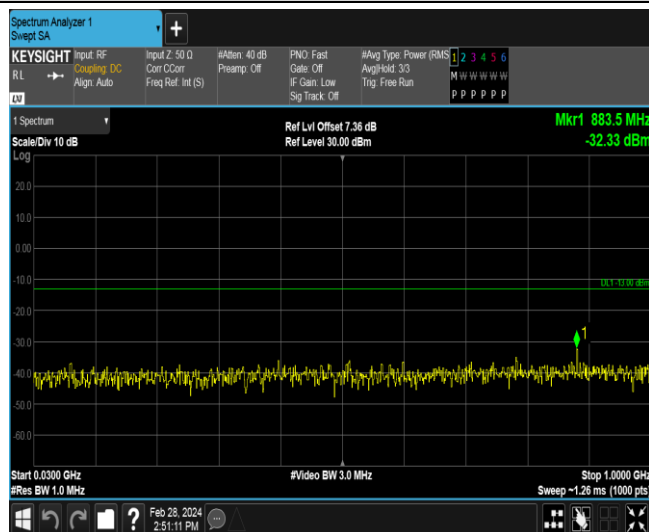 Spectrum Analyzer 1
Swept SA
+
KEYSIGHT Input: RF Input Z: 50 Ω #Atten: 40 dB PNO: Fast #Avg Type: Power (RMS 1 2 3 4 5 6
RL Coupling: DC Corr CCorr Preamp: Off Gate: Off Avg|Hold: 3/3 M W W W W W
Align: Auto Freq Ref: Int (S) IF Gain: Low Trig: Free Run
Sig Track: Off P P P P P P
LXI
1 Spectrum Ref Lvl Offset 7.36 dB Mkr1 883.5 MHz
Scale/Div 10 dB Ref Level 30.00 dBm -32.33 dBm
Log
20.0
10.0
0.00
-10.0
DL1 -13.00 dBm
-20.0
-30.0
1
-40.0
-50.0
-60.0
Start 0.0300 GHz #Video BW 3.0 MHz Stop 1.0000 GHz
#Res BW 1.0 MHz Sweep ~1.26 ms (1000 pts)
? Feb 28, 2024
2:51:11 PM